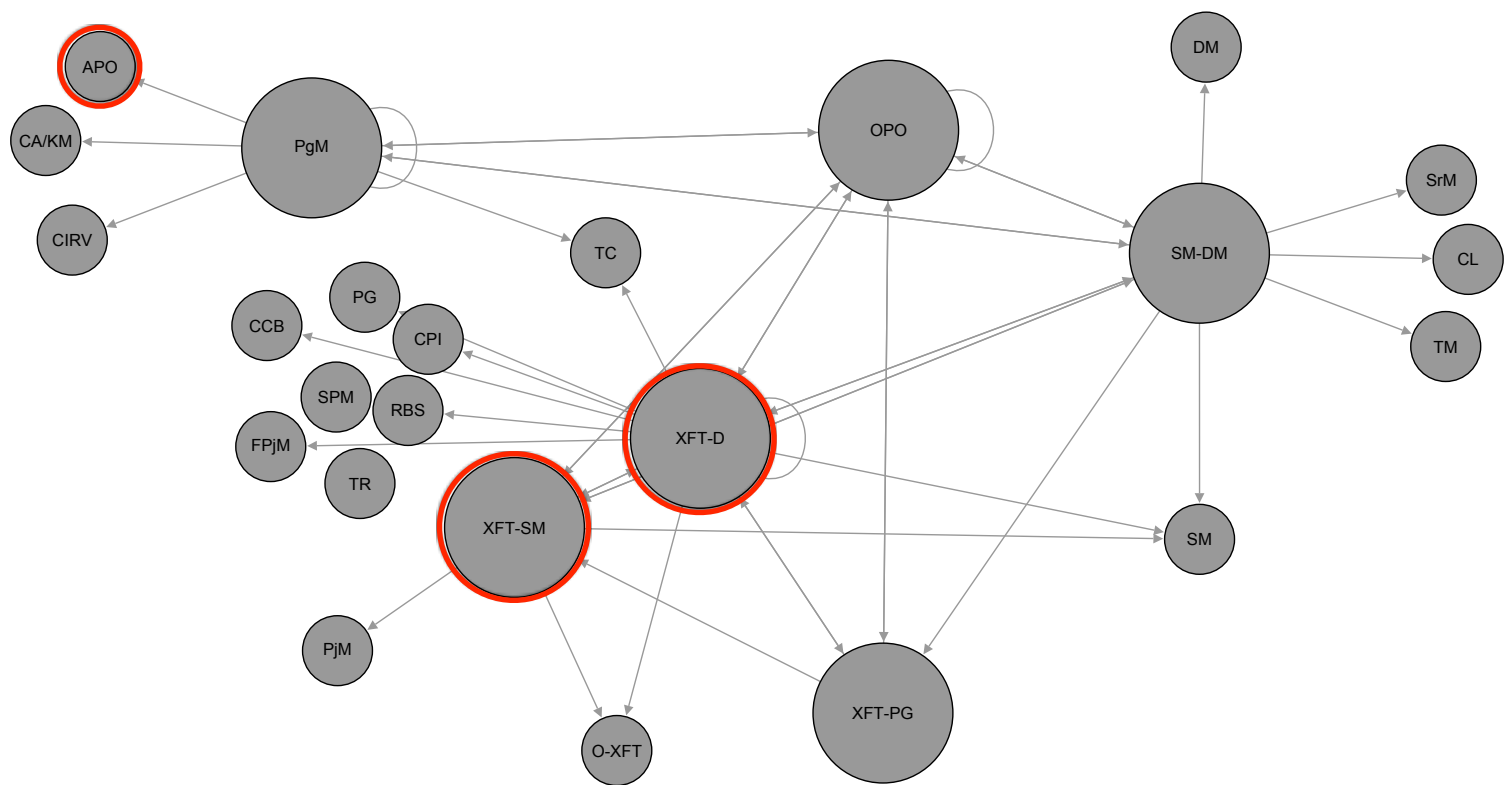 DM
APO
OPO
CA/KM
PgM
SrM
CIRV
TC
SM-DM
CL
PG
CCB
CPI
TM
SPM
RBS
FPjM
XFT-D
TR
XFT-SM
SM
PjM
XFT-PG
O-XFT